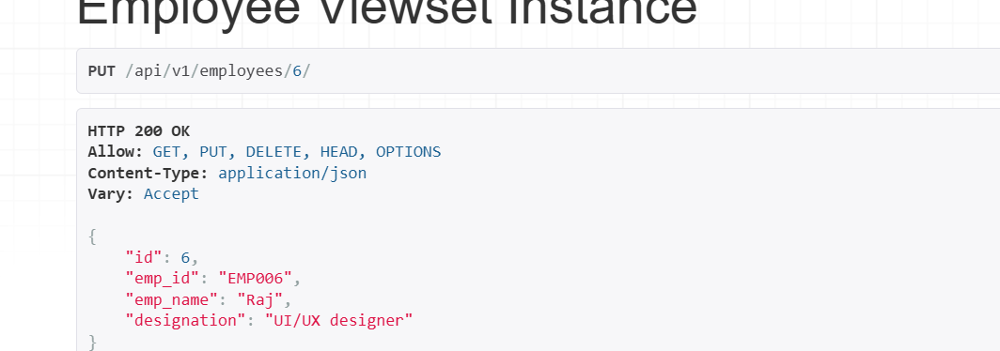 Employee Viewset Instance
PUT /api/v1/employees/6/
HTTP 200 OK
Allow: GET, PUT, DELETE, HEAD, OPTIONS
Content-Type: application/json
Vary: Accept
{
    "id": 6,
    "emp_id": "EMP006",
    "emp_name": "Raj",
    "designation": "UI/UX designer"
}